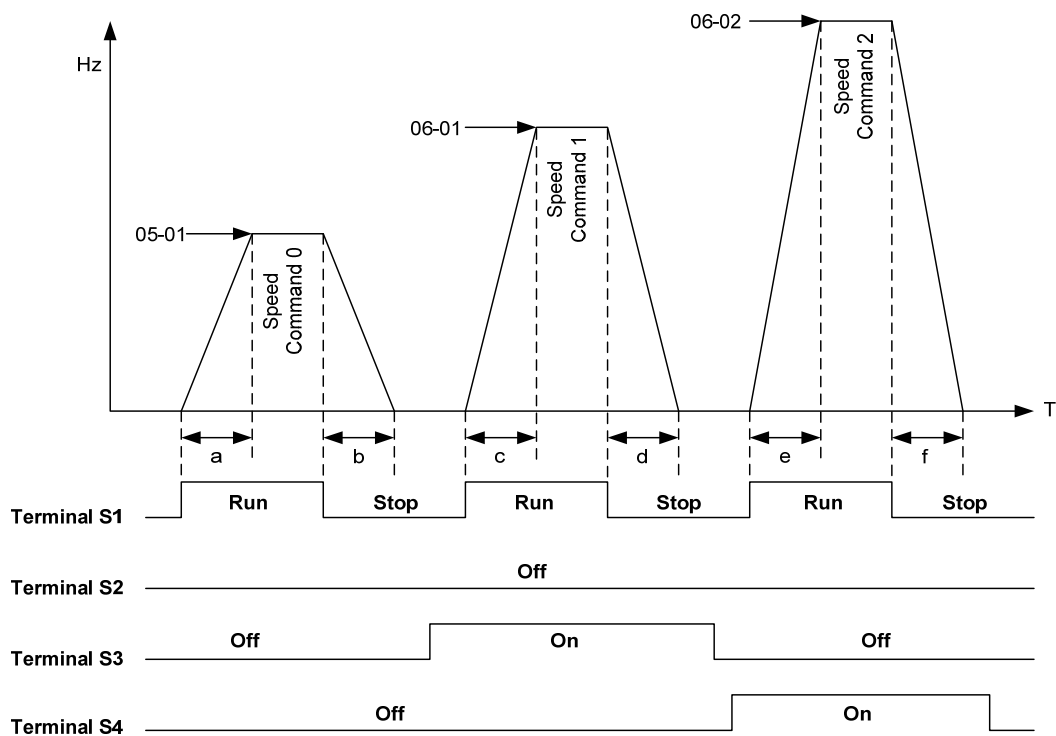 06-02
Hz
Speed
Command 2
06-01
Speed
Command 1
05-01
Speed
Command 0
T
a
b
c
d
e
f
Terminal S1
Run
Stop
Run
Stop
Run
Stop
Terminal S2
Off
Terminal S3
Off
On
Off
Terminal S4
Off
On